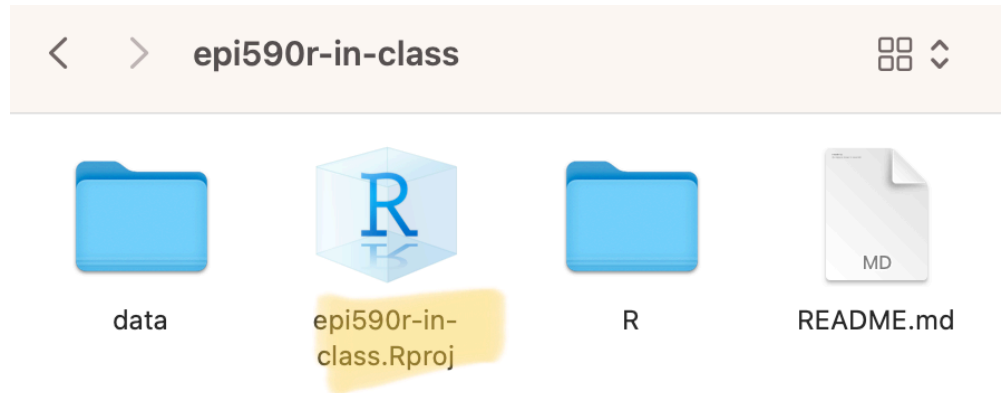 epi590r-in-class
data
epi590r-in-
class.Rproj
R
R
README.md
MD